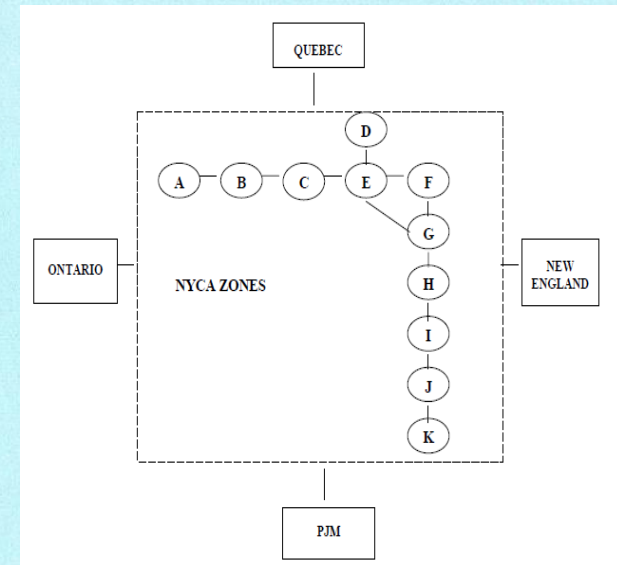 QUEBEC
D
A B C E F
G
ONTARIO
NEW
ENGLAND
NYCA ZONES
H
I
J
K
PJM